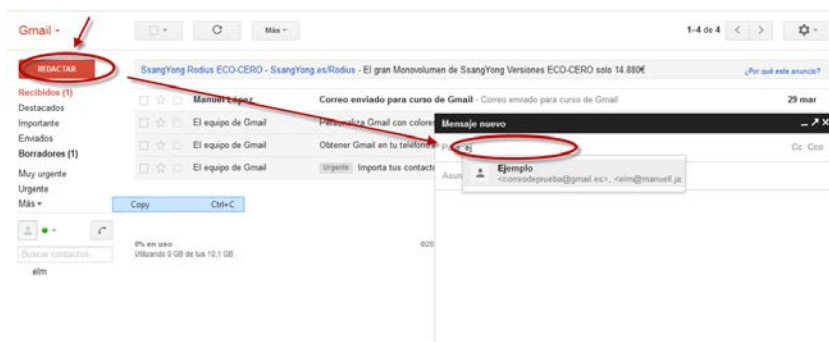 Gmail
Más
1–4 de 4
REDACTAR
SsangYong Rodius ECO-CERO - SsangYong.es/Rodius - El gran Monovolumen de SsangYong Versiones ECO-CERO solo 14.880€
¿Por qué este anuncio?
Recibidos (1)
Destacados
Importante
Enviados
Borradores (1)
Muy urgente
Urgente
Más
Manuel López
Correo enviado para curso de Gmail - Correo enviado para curso de Gmail
29 mar
El equipo de Gmail
Personaliza Gmail con colores
El equipo de Gmail
Obtener Gmail en tu teléfono
El equipo de Gmail
Urgente Importa tus contacto
Mensaje nuevo
Para ej
Cc Cco
Asun
Ejemplo
<correodeprueba@gmail.es>, <elm@manuell.ja
Copy Ctrl+C
0% en uso
Utilizando 0 GB de tus 10,1 GB
©20
Buscar contactos...
elm